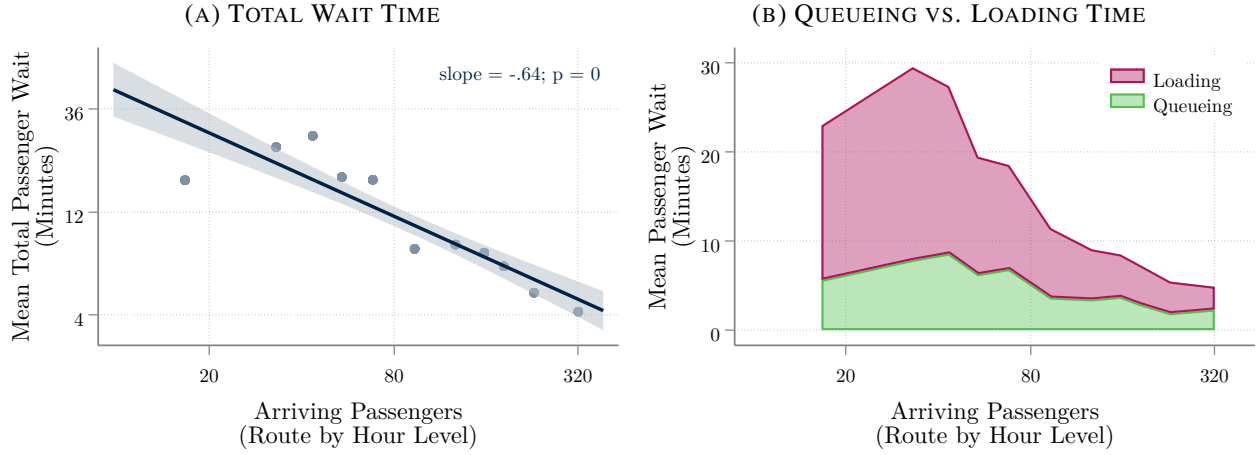 (A) TOTAL WAIT TIME
Mean Total Passenger Wait
(Minutes)
36
12
4
slope = -.64; p = 0
20
80
320
Arriving Passengers
(Route by Hour Level)
(B) QUEUEING VS. LOADING TIME
Mean Passenger Wait
(Minutes)
30
20
10
0
Loading
Queueing
20
80
320
Arriving Passengers
(Route by Hour Level)